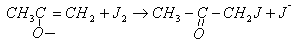 CH₃C = CH₂ + J₂ → CH₃ − C − CH₂J + J⁻
O− O